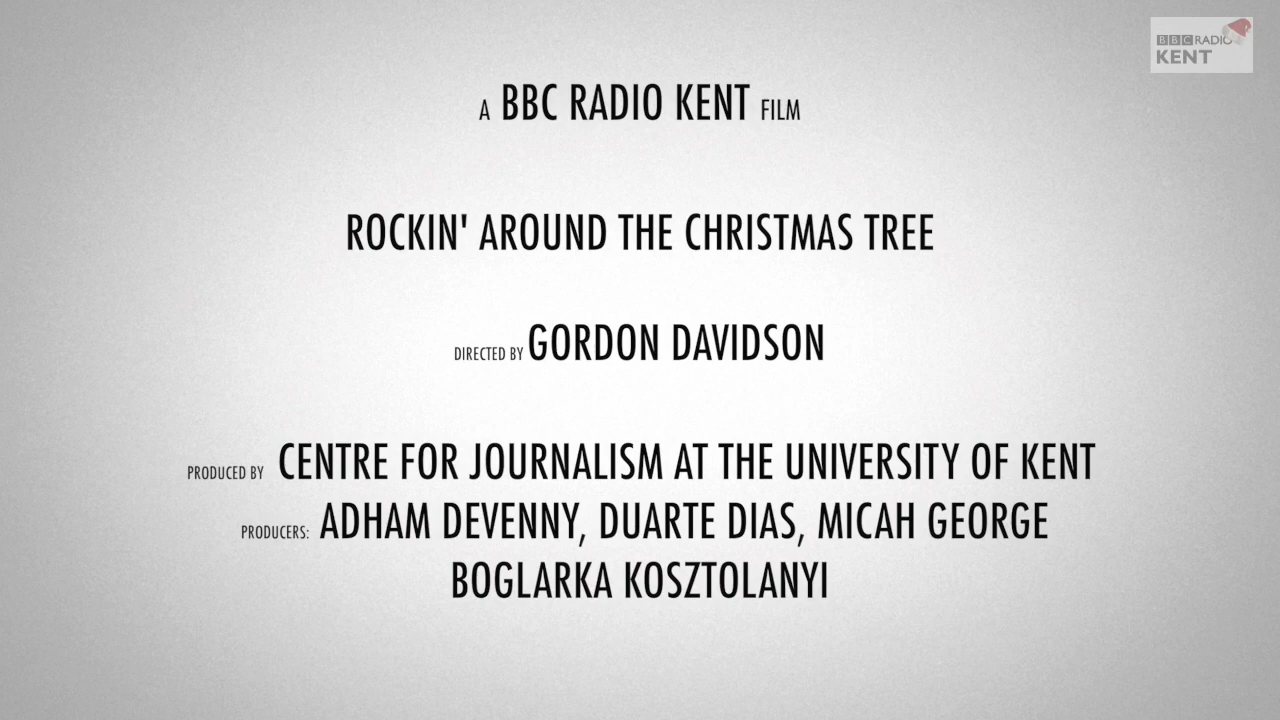 BBC RADIO
KENT
A BBC RADIO KENT FILM
ROCKIN' AROUND THE CHRISTMAS TREE
DIRECTED BY GORDON DAVIDSON
PRODUCED BY CENTRE FOR JOURNALISM AT THE UNIVERSITY OF KENT
PRODUCERS: ADHAM DEVENNY, DUARTE DIAS, MICAH GEORGE
BOGLARKA KOSZTOLANYI